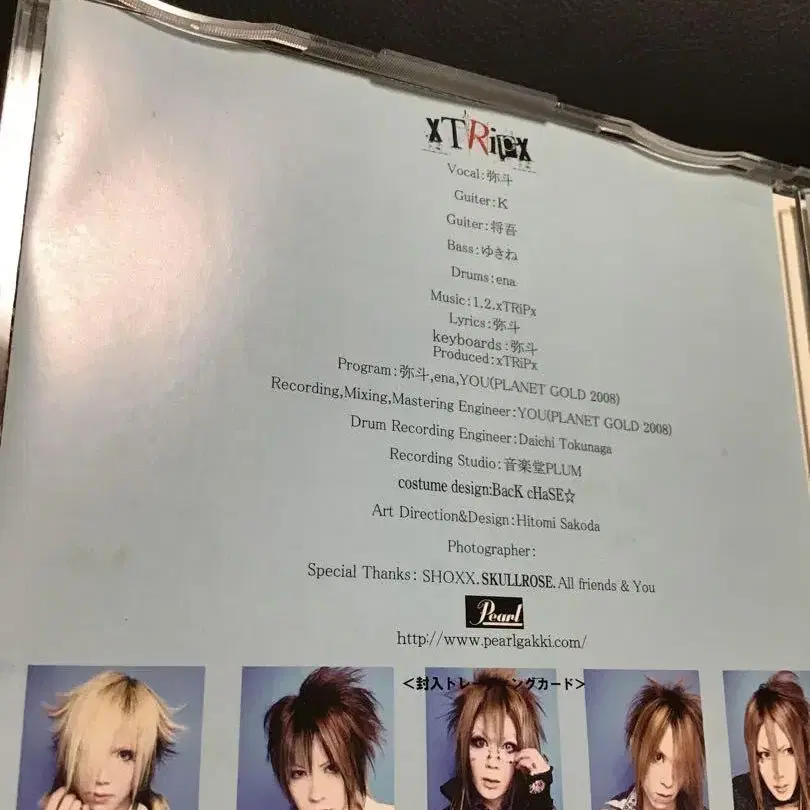 xTRipx
Vocal:弥斗
Guiter:K
Guiter:将吾
Bass:ゆきね
Drums:ena
Music:1.2.xTRiPx
Lyrics:弥斗
keyboards:弥斗
Produced:xTRiPx
Program:弥斗,ena,YOU(PLANET GOLD 2008)
Recording,Mixing,Mastering Engineer:YOU(PLANET GOLD 2008)
Drum Recording Engineer:Daichi Tokunaga
Recording Studio:音楽堂PLUM
costume design:BacK cHaSE☆
Art Direction&Design:Hitomi Sakoda
Photographer:
Special Thanks: SHOXX. SKULLROSE. All friends & You
Pearl
http://www.pearlgakki.com/
<封入トレーディングカード>